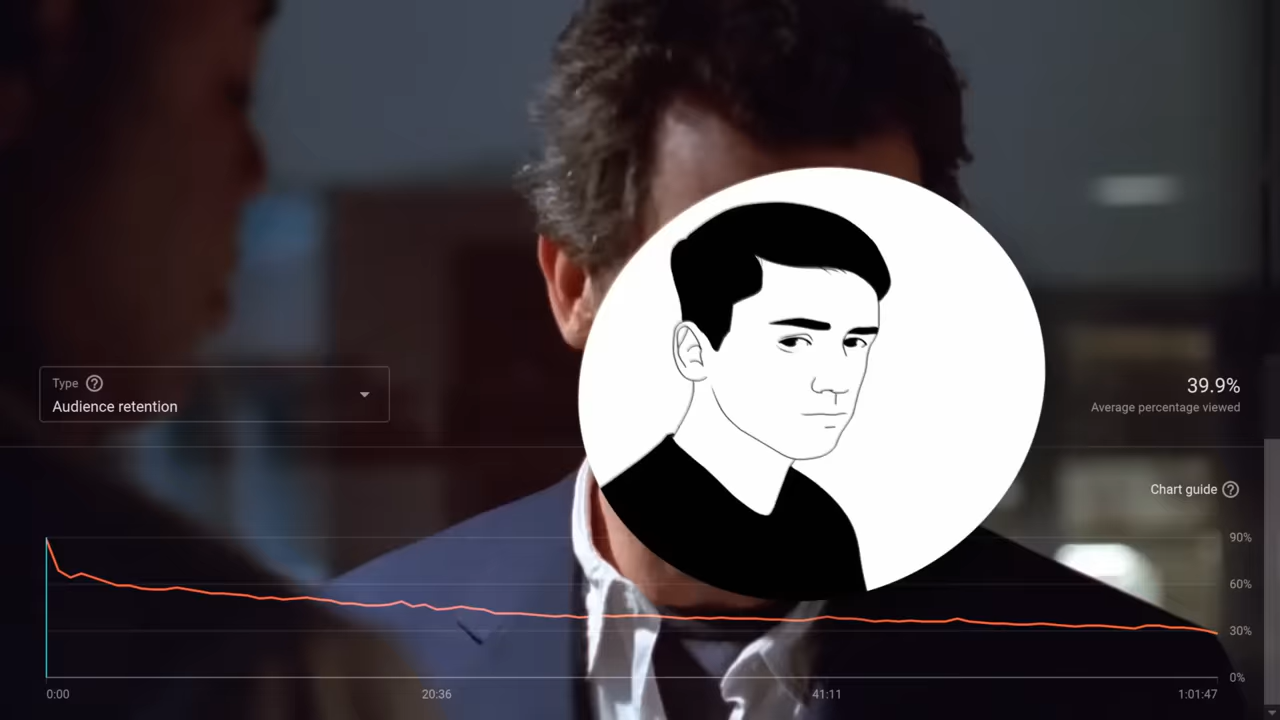 Type
Audience retention
39.9%
Average percentage viewed
Chart guide
90%
60%
30%
0%
0:00
20:36
41:11
1:01:47